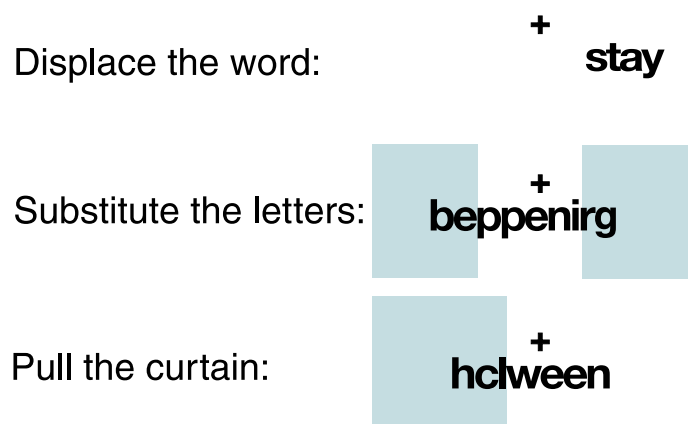 +
Displace the word: stay
+
Substitute the letters: beppenirg
+
Pull the curtain: hclween